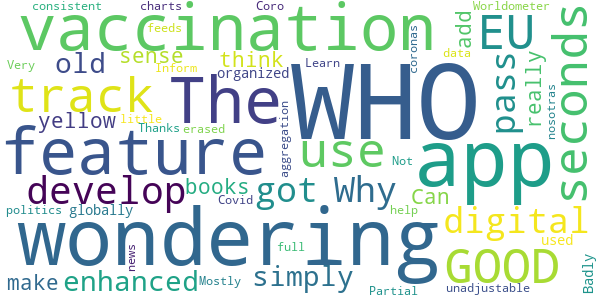 consistent
charts
Coro
Worldometer
vaccination
feeds
EU
add
seconds
coronas
old
sense
think
data
Very
Inform
Learn
organized
WHO
pass
really
track
The
yellow
little
Thanks
erased
aggregation
nosotras
feature
use
Not
app
develop
books
got
Why
Can
Covid
politics
globally
wondering
help
digital
used
news
full
GOOD
Badly
make
enhanced
Mostly
simply
Partial
unadjustable